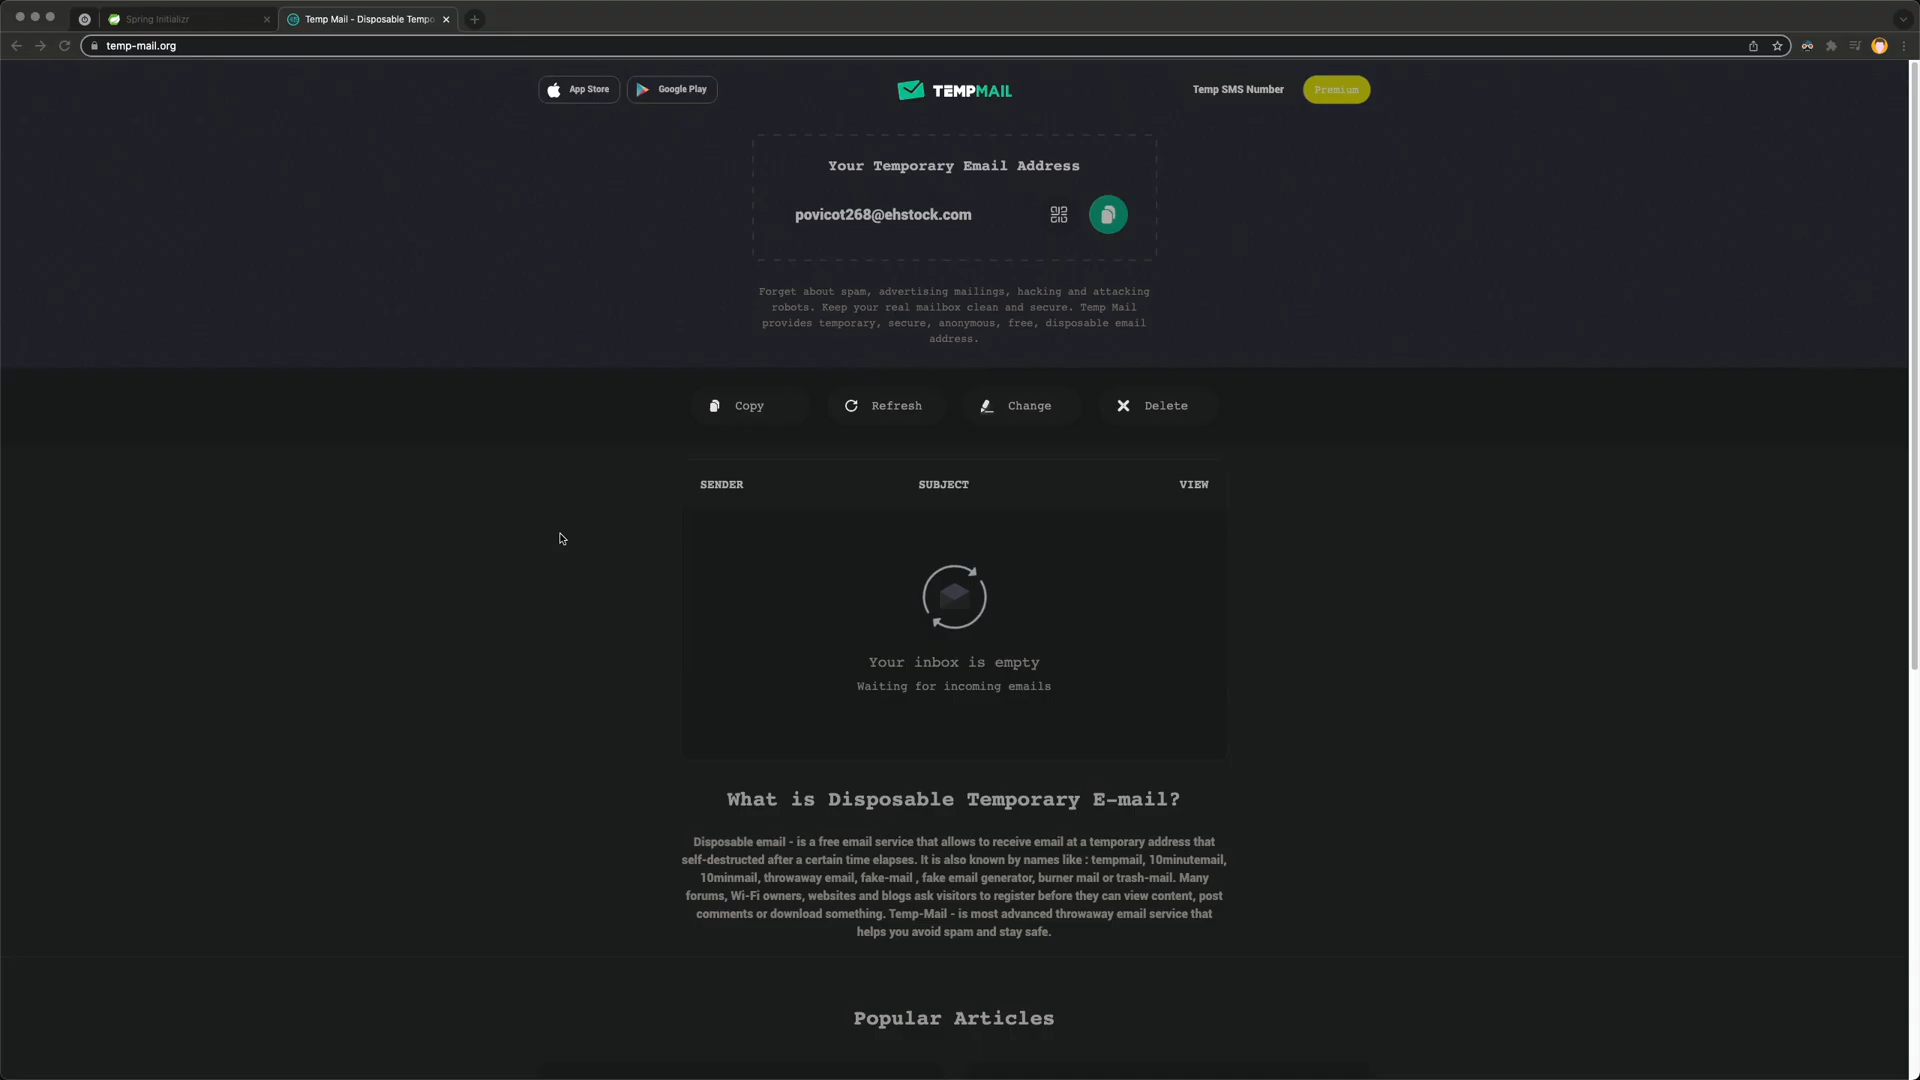 Spring Initializr
Temp Mail - Disposable Tempo
temp-mail.org
App Store
Google Play
TEMPMAIL
Temp SMS Number
Premium
Your Temporary Email Address
povicot268@ehstock.com
Forget about spam, advertising mailings, hacking and attacking
robots. Keep your real mailbox clean and secure. Temp Mail
provides temporary, secure, anonymous, free, disposable email
address.
Copy
Refresh
Change
Delete
SENDER
SUBJECT
VIEW
Your inbox is empty
Waiting for incoming emails
What is Disposable Temporary E-mail?
Disposable email - is a free email service that allows to receive email at a temporary address that
self-destructed after a certain time elapses. It is also known by names like : tempmail, 10minutemail,
10minmail, throwaway email, fake-mail , fake email generator, burner mail or trash-mail. Many
forums, Wi-Fi owners, websites and blogs ask visitors to register before they can view content, post
comments or download something. Temp-Mail - is most advanced throwaway email service that
helps you avoid spam and stay safe.
Popular Articles